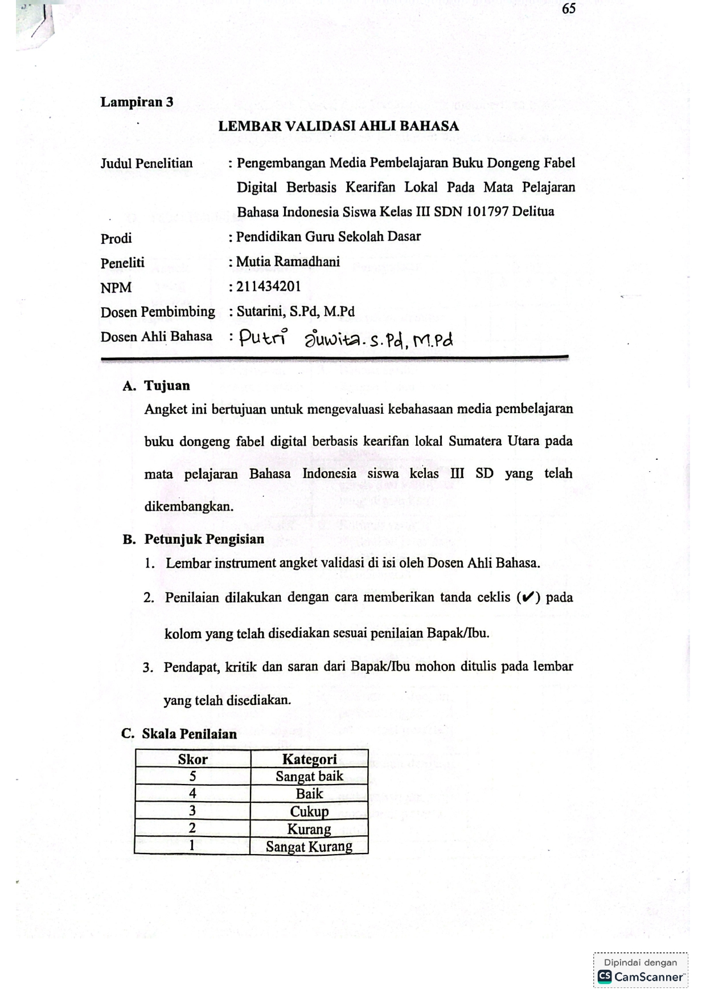 65
Lampiran 3
LEMBAR VALIDASI AHLI BAHASA
Judul Penelitian : Pengembangan Media Pembelajaran Buku Dongeng Fabel
Digital Berbasis Kearifan Lokal Pada Mata Pelajaran
Bahasa Indonesia Siswa Kelas III SDN 101797 Delitua
Prodi : Pendidikan Guru Sekolah Dasar
Peneliti : Mutia Ramadhani
NPM : 211434201
Dosen Pembimbing : Sutarini, S.Pd, M.Pd
Dosen Ahli Bahasa : Putri Juwita. S.Pd, M.Pd
A. Tujuan
Angket ini bertujuan untuk mengevaluasi kebahasaan media pembelajaran
buku dongeng fabel digital berbasis kearifan lokal Sumatera Utara pada
mata pelajaran Bahasa Indonesia siswa kelas III SD yang telah
dikembangkan.
B. Petunjuk Pengisian
1. Lembar instrument angket validasi di isi oleh Dosen Ahli Bahasa.
2. Penilaian dilakukan dengan cara memberikan tanda ceklis (✔) pada
kolom yang telah disediakan sesuai penilaian Bapak/Ibu.
3. Pendapat, kritik dan saran dari Bapak/Ibu mohon ditulis pada lembar
yang telah disediakan.
C. Skala Penilaian
Skor Kategori
5 Sangat baik
4 Baik
3 Cukup
2 Kurang
1 Sangat Kurang
Dipindai dengan
CS CamScanner